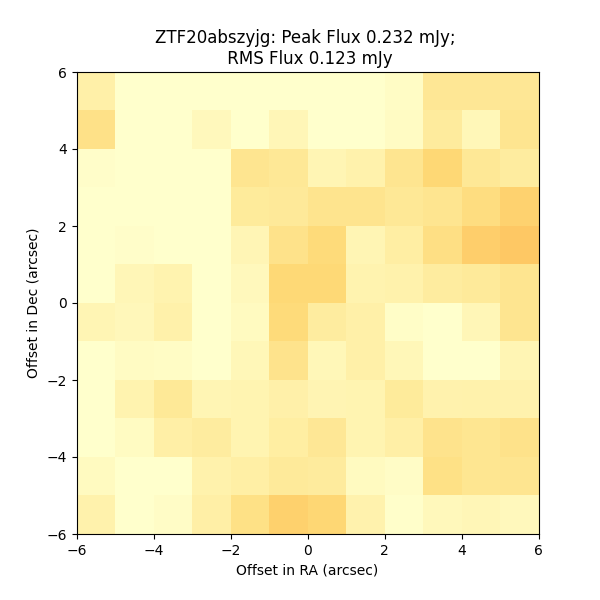 ZTF20abszyjg: Peak Flux 0.232 mJy;
RMS Flux 0.123 mJy
6
4
2
0
−2
−4
−6
Offset in Dec (arcsec)
−6 −4 −2 0 2 4 6
Offset in RA (arcsec)